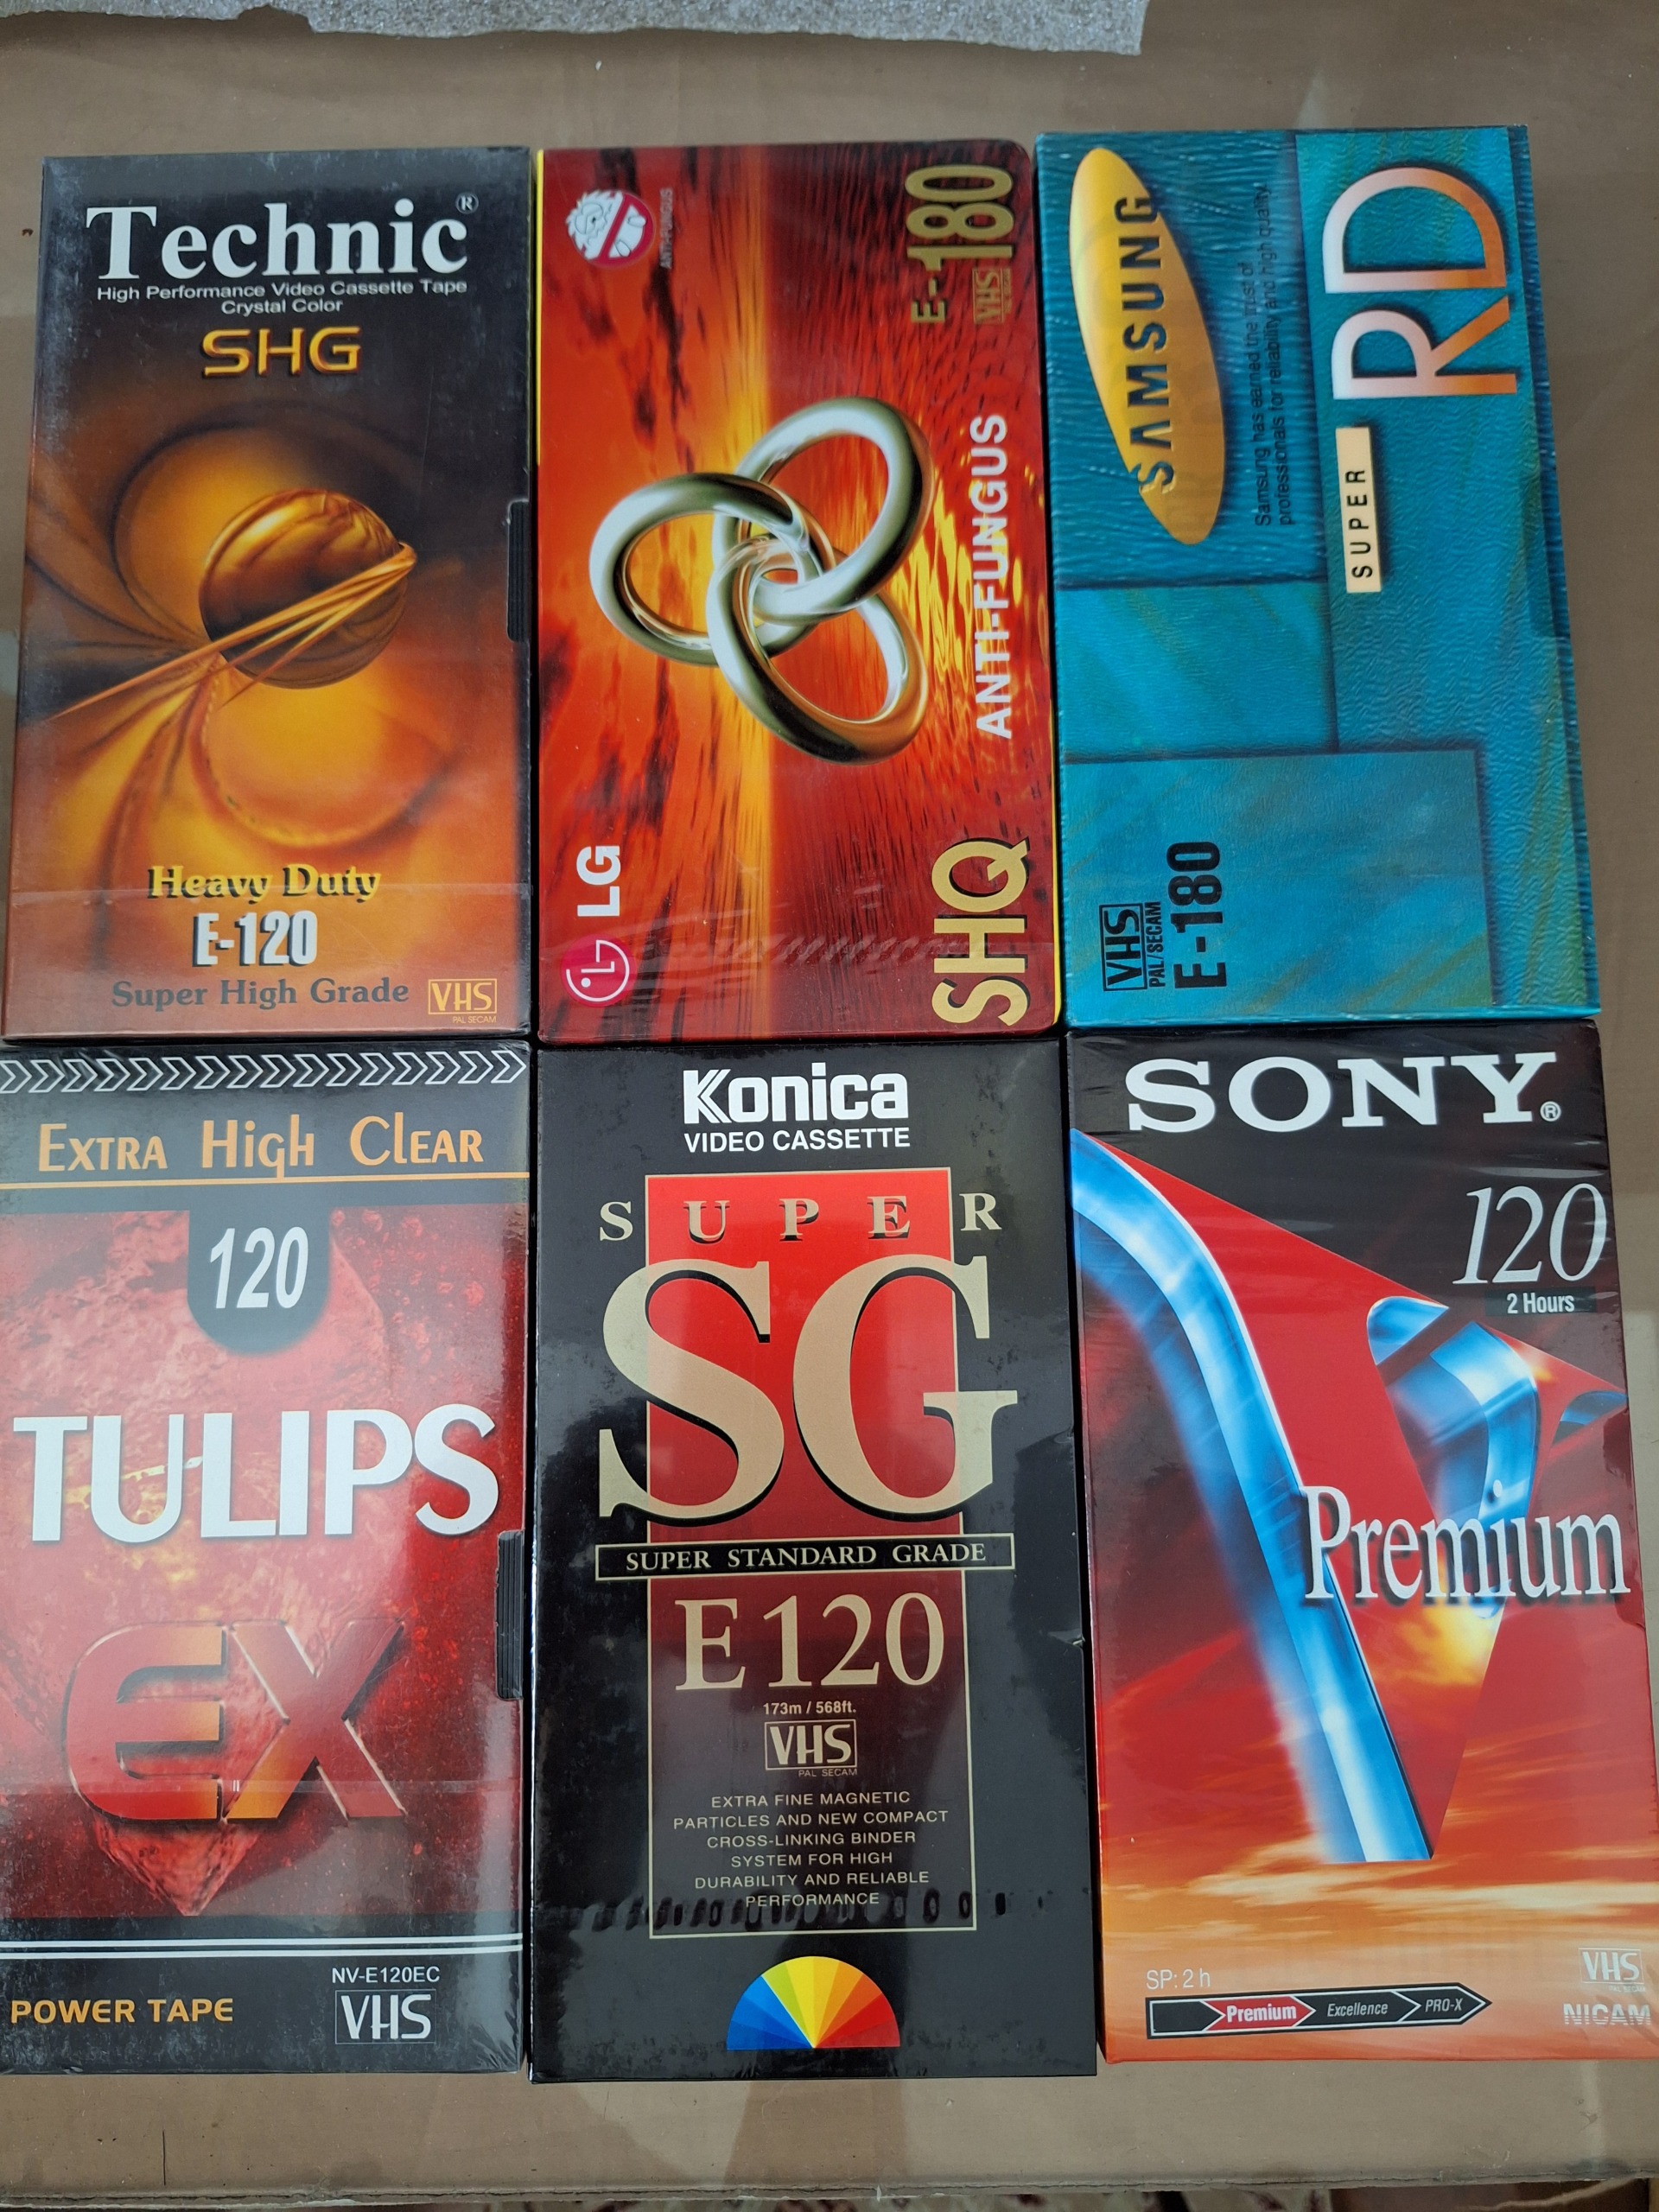 Technic®
High Performance Video Cassette Tape
Crystal Color
SHG
Heavy Duty
E-120
Super High Grade
VHS
PAL SECAM
ANTI-FUNGUS
E-180
VHS
PAL SECAM
ANTI-FUNGUS
LG
SHQ
SAMSUNG
Samsung has earned the trust of
professionals for reliability and high quality.
SUPER
RD
VHS
PAL/SECAM
E-180
EXTRA HIGH CLEAR
120
TULIPS
EX
POWER TAPE
NV-E120EC
VHS
Konica
VIDEO CASSETTE
SUPER
SG
SUPER STANDARD GRADE
E120
173m / 568ft.
VHS
PAL SECAM
EXTRA FINE MAGNETIC
PARTICLES AND NEW COMPACT
CROSS-LINKING BINDER
SYSTEM FOR HIGH
DURABILITY AND RELIABLE
PERFORMANCE
SONY®
120
2 Hours
V
Premium
SP: 2 h
Premium Excellence PRO-X
VHS
PAL SECAM
NICAM